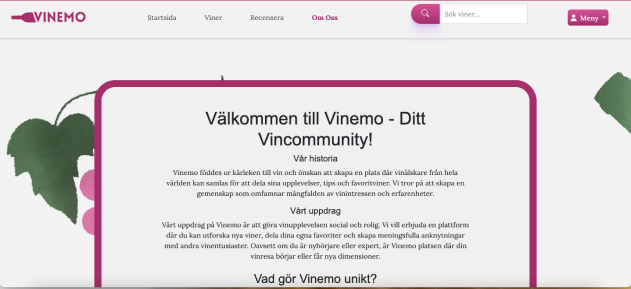 VINEMO
Startsida
Viner
Recensera
Om Oss
Sök viner...
Meny
Välkommen till Vinemo - Ditt
Vincommunity!
Vår historia
Vinemo föddes ur kärleken till vin och önskan att skapa en plats där vinälskare från hela
världen kan samlas för att dela sina upplevelser, tips och favoritviner. Vi tror på att skapa en
gemenskap som omfamnar mångfalden av vinintressen och erfarenheter.
Vårt uppdrag
Vårt uppdrag på Vinemo är att göra vinupplevelsen social och rolig. Vi vill erbjuda en plattform
där du kan utforska nya viner, dela dina egna favoriter och skapa meningsfulla anknytningar
med andra vinentusiaster. Oavsett om du är nybörjare eller expert, är Vinemo platsen där din
vinresa börjar eller får nya dimensioner.
Vad gör Vinemo unikt?